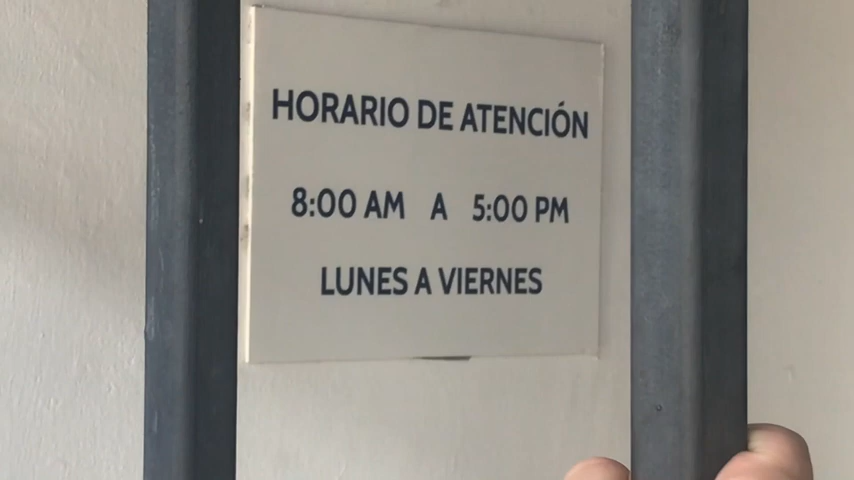 HORARIO DE ATENCIÓN
8:00 AM A 5:00 PM
LUNES A VIERNES